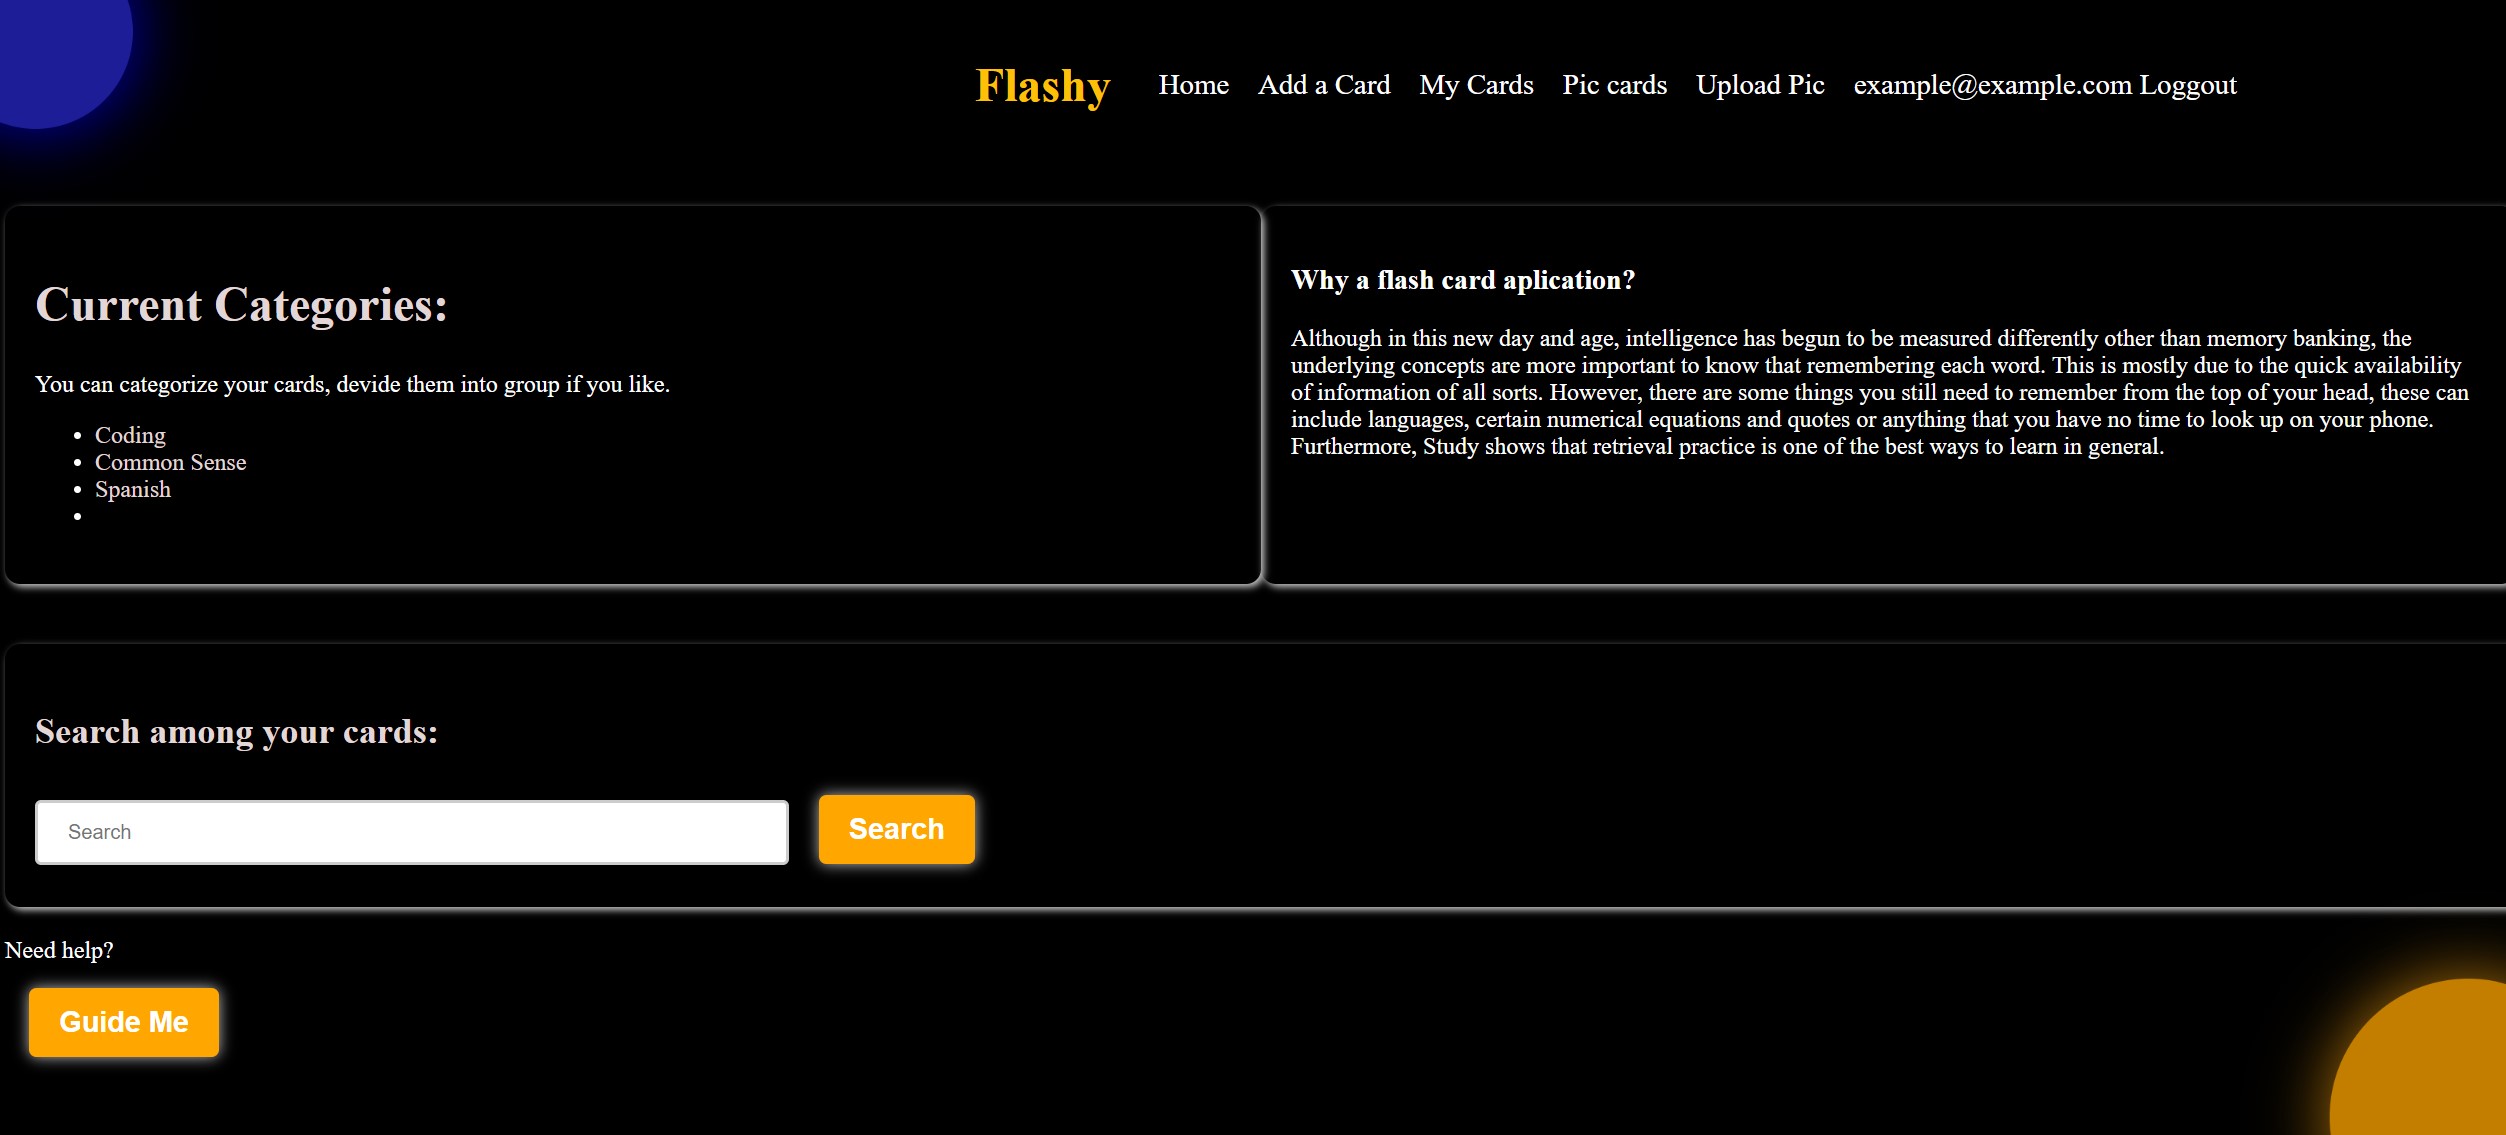 Flashy Home Add a Card My Cards Pic cards Upload Pic example@example.com Loggout
Current Categories:
You can categorize your cards, devide them into group if you like.
Coding
Common Sense
Spanish
Why a flash card aplication?
Although in this new day and age, intelligence has begun to be measured differently other than memory banking, the
underlying concepts are more important to know that remembering each word. This is mostly due to the quick availability
of information of all sorts. However, there are some things you still need to remember from the top of your head, these can
include languages, certain numerical equations and quotes or anything that you have no time to look up on your phone.
Furthermore, Study shows that retrieval practice is one of the best ways to learn in general.
Search among your cards:
Search
Search
Need help?
Guide Me